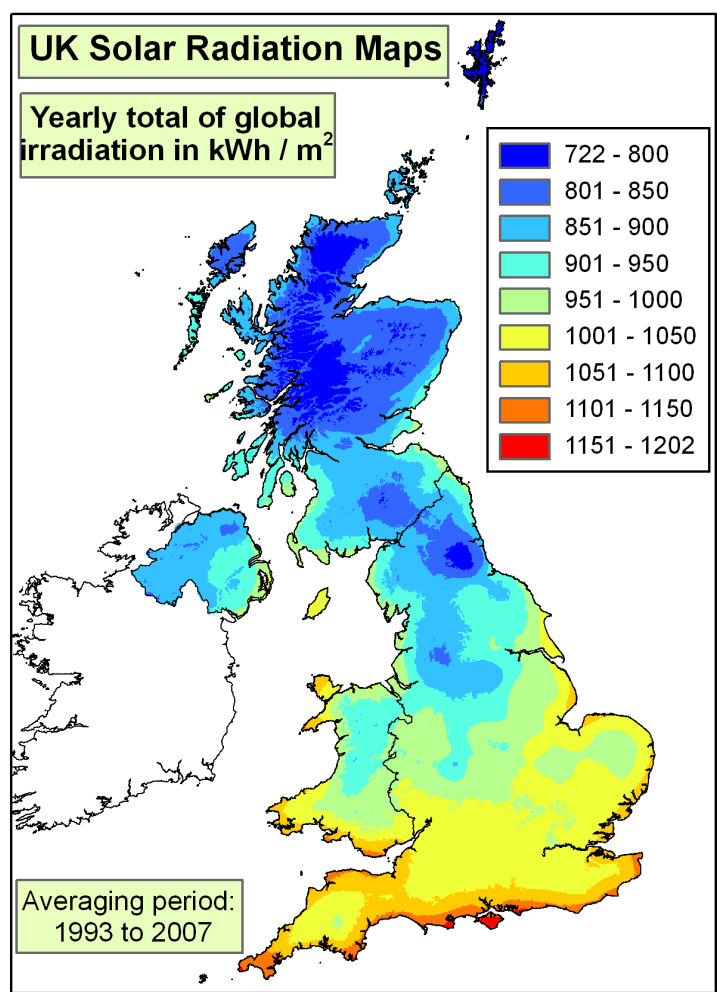 UK Solar Radiation Maps
Yearly total of global
irradiation in kWh / m²
722 - 800
801 - 850
851 - 900
901 - 950
951 - 1000
1001 - 1050
1051 - 1100
1101 - 1150
1151 - 1202
Averaging period:
1993 to 2007